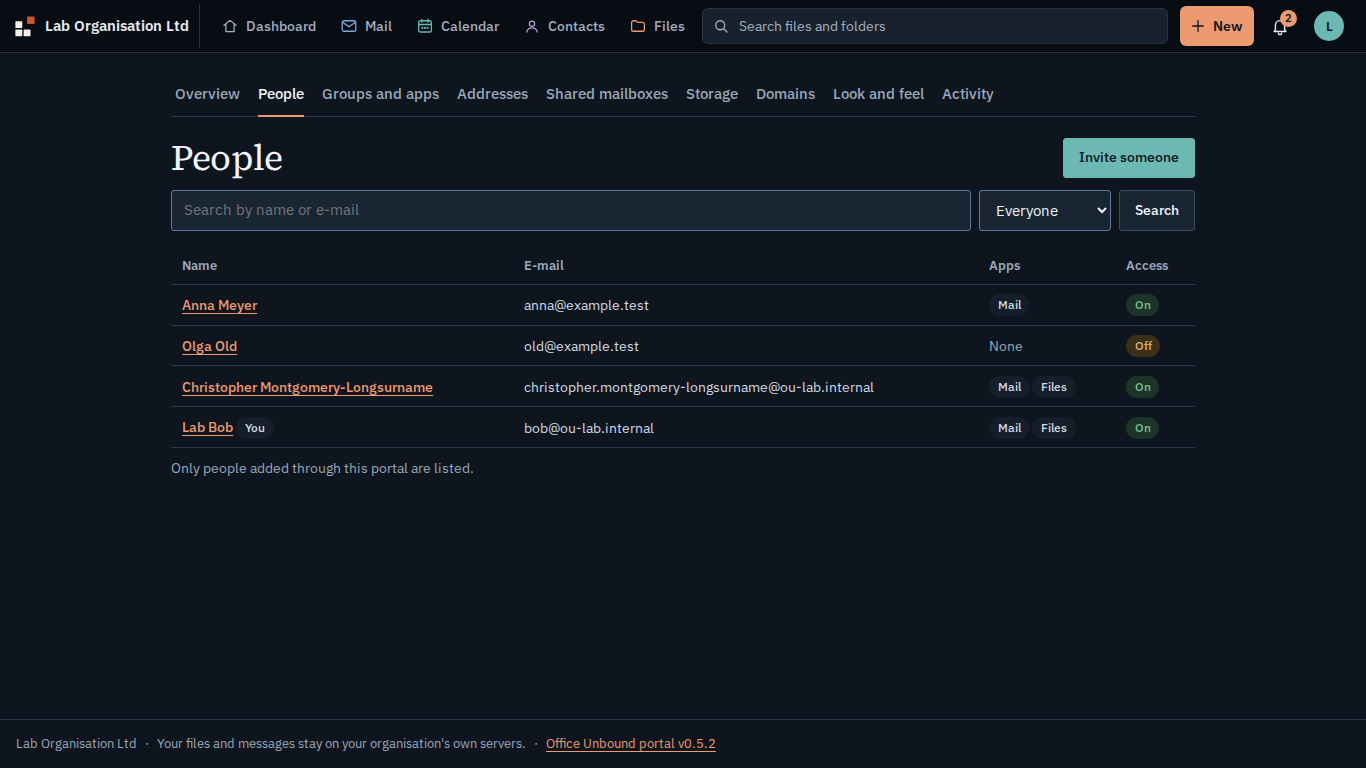 Lab Organisation Ltd Dashboard Mail Calendar Contacts Files Search files and folders New 2 L
Overview People Groups and apps Addresses Shared mailboxes Storage Domains Look and feel Activity
People Invite someone
Search by name or e-mail Everyone Search
Name E-mail Apps Access
Anna Meyer anna@example.test Mail On
Olga Old old@example.test None Off
Christopher Montgomery-Longsurname christopher.montgomery-longsurname@ou-lab.internal Mail Files On
Lab Bob You bob@ou-lab.internal Mail Files On
Only people added through this portal are listed.
Lab Organisation Ltd · Your files and messages stay on your organisation's own servers. · Office Unbound portal v0.5.2